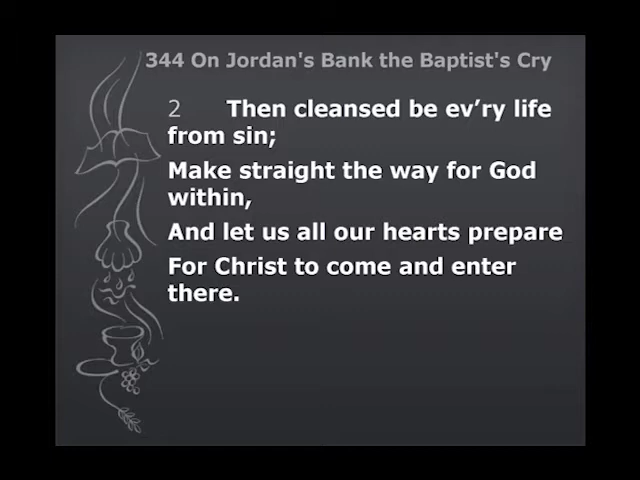 344 On Jordan's Bank the Baptist's Cry
2 Then cleansed be ev’ry life
from sin;
Make straight the way for God
within,
And let us all our hearts prepare
For Christ to come and enter
there.